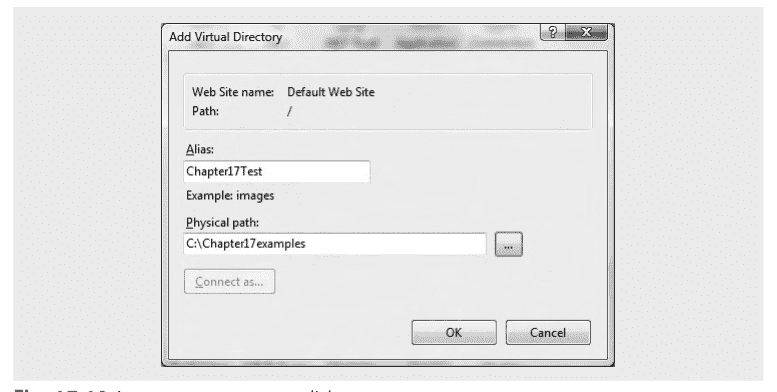 Add Virtual Directory
Web Site name: Default Web Site
Path: /
Alias:
Chapter17Test
Example: images
Physical path:
C:\Chapter17examples
...
Connect as...
OK Cancel